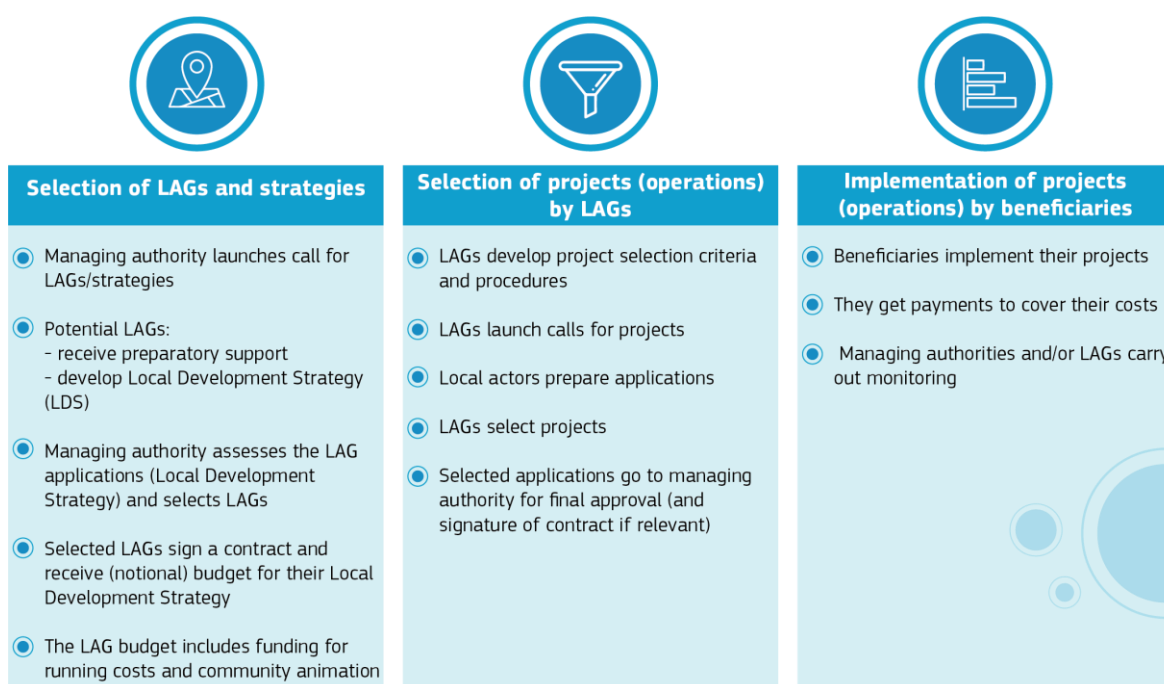 Selection of LAGs and strategies
Managing authority launches call for
LAGs/strategies
Potential LAGs:
- receive preparatory support
- develop Local Development Strategy
(LDS)
Managing authority assesses the LAG
applications (Local Development
Strategy) and selects LAGs
Selected LAGs sign a contract and
receive (notional) budget for their Local
Development Strategy
The LAG budget includes funding for
running costs and community animation
Selection of projects (operations)
by LAGs
LAGs develop project selection criteria
and procedures
LAGs launch calls for projects
Local actors prepare applications
LAGs select projects
Selected applications go to managing
authority for final approval (and
signature of contract if relevant)
Implementation of projects
(operations) by beneficiaries
Beneficiaries implement their projects
They get payments to cover their costs
Managing authorities and/or LAGs carry
out monitoring